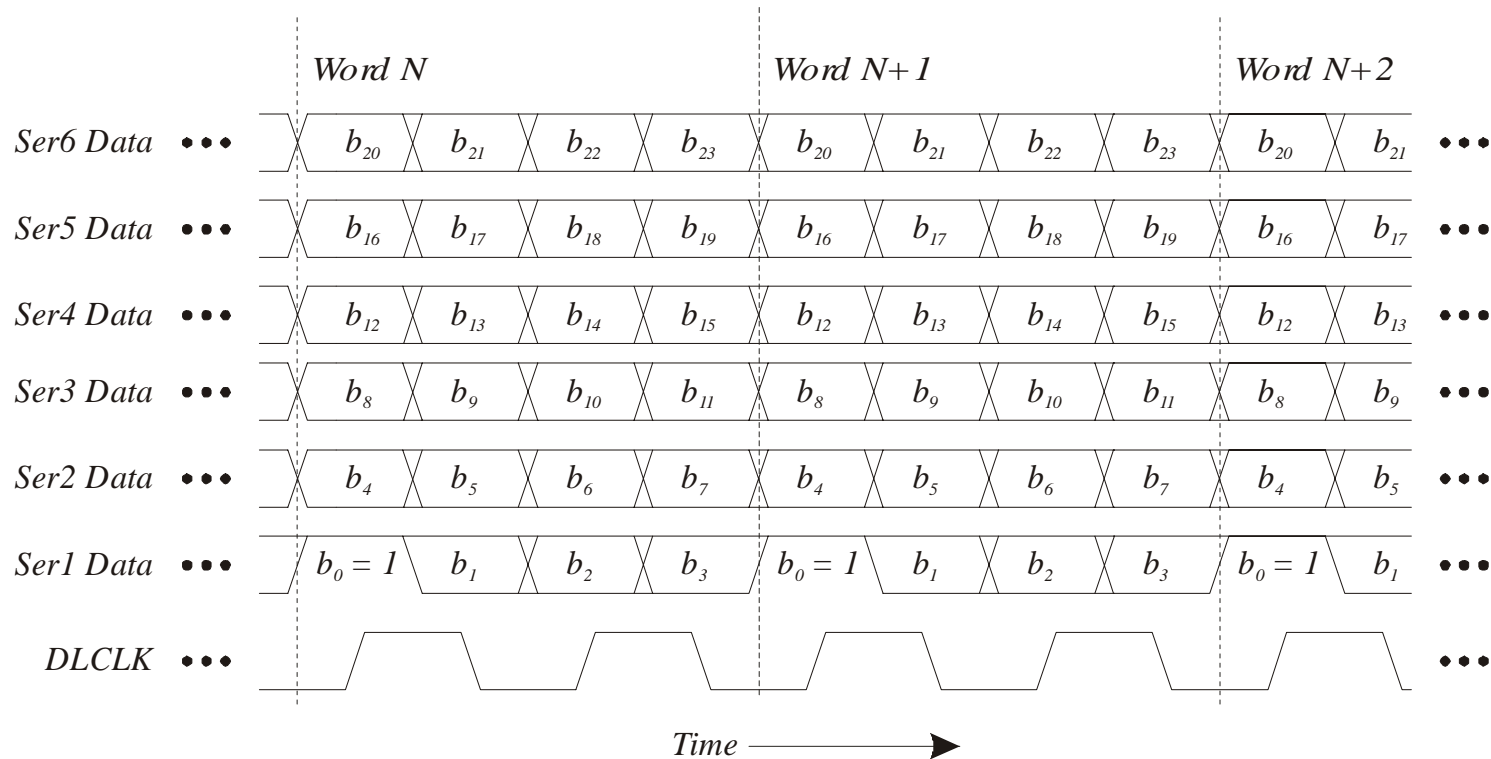 Word N Word N+1 Word N+2
Ser6 Data ••• b20 b21 b22 b23 b20 b21 b22 b23 b20 b21 •••
Ser5 Data ••• b16 b17 b18 b19 b16 b17 b18 b19 b16 b17 •••
Ser4 Data ••• b12 b13 b14 b15 b12 b13 b14 b15 b12 b13 •••
Ser3 Data ••• b8 b9 b10 b11 b8 b9 b10 b11 b8 b9 •••
Ser2 Data ••• b4 b5 b6 b7 b4 b5 b6 b7 b4 b5 •••
Ser1 Data ••• b0 = 1 b1 b2 b3 b0 = 1 b1 b2 b3 b0 = 1 b1 •••
DLCLK ••• •••
Time